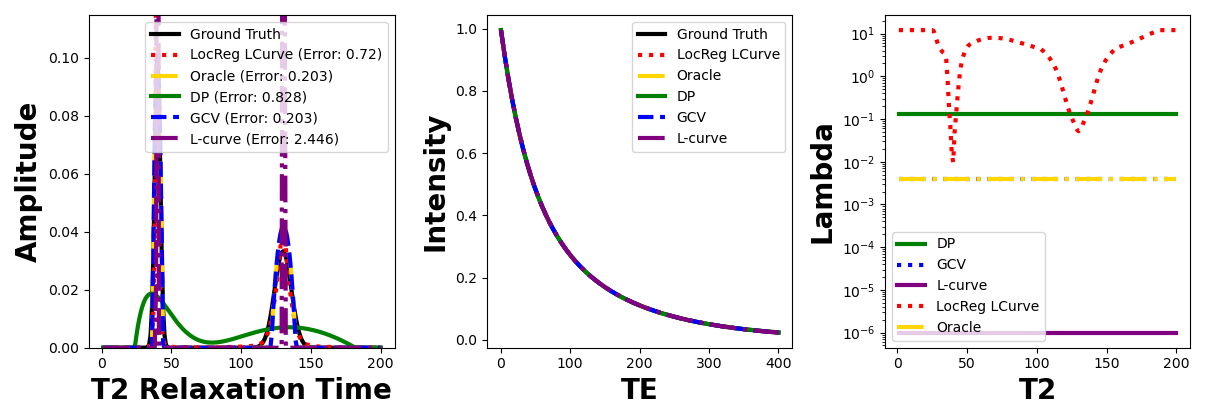 0.10
0.08
0.06
0.04
0.02
0.00
Amplitude
0
50
100
150
200
T2 Relaxation Time
Ground Truth
LocReg LCurve (Error: 0.72)
Oracle (Error: 0.203)
DP (Error: 0.828)
GCV (Error: 0.203)
L-curve (Error: 2.446)
1.0
0.8
0.6
0.4
0.2
0.0
Intensity
0
100
200
300
400
TE
Ground Truth
LocReg LCurve
Oracle
DP
GCV
L-curve
10¹
10⁰
10⁻¹
10⁻²
10⁻³
10⁻⁴
10⁻⁵
10⁻⁶
Lambda
0
50
100
150
200
T2
DP
GCV
L-curve
LocReg LCurve
Oracle